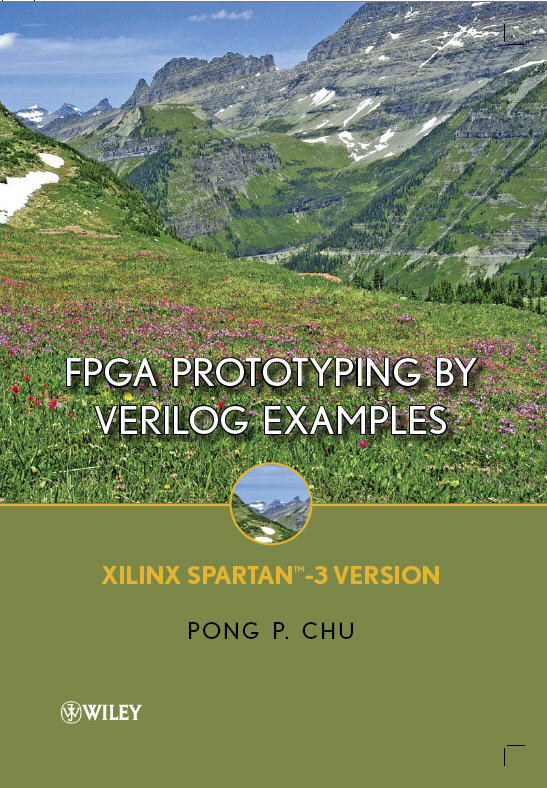 FPGA PROTOTYPING BY
VERILOG EXAMPLES
XILINX SPARTAN™-3 VERSION
PONG P. CHU
WILEY